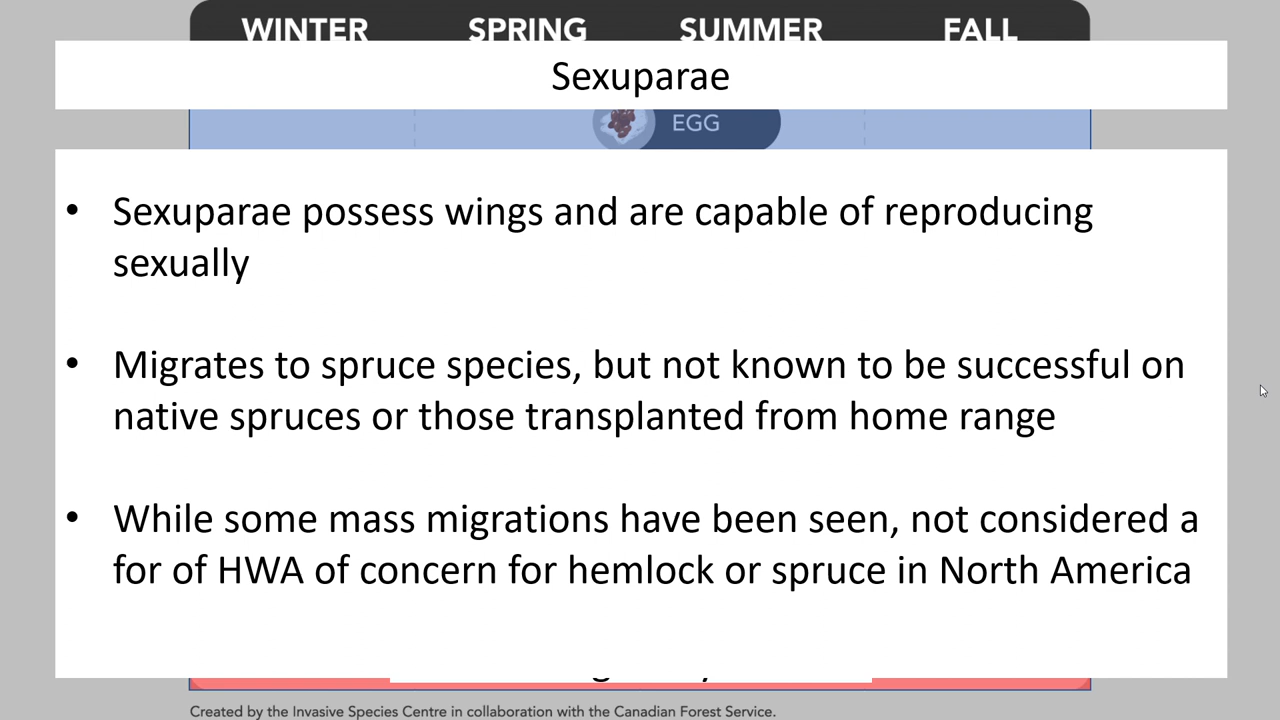 WINTER SPRING SUMMER FALL
Sexuparae
EGG
• Sexuparae possess wings and are capable of reproducing
sexually
• Migrates to spruce species, but not known to be successful on
native spruces or those transplanted from home range
• While some mass migrations have been seen, not considered a
for of HWA of concern for hemlock or spruce in North America
Created by the Invasive Species Centre in collaboration with the Canadian Forest Service.